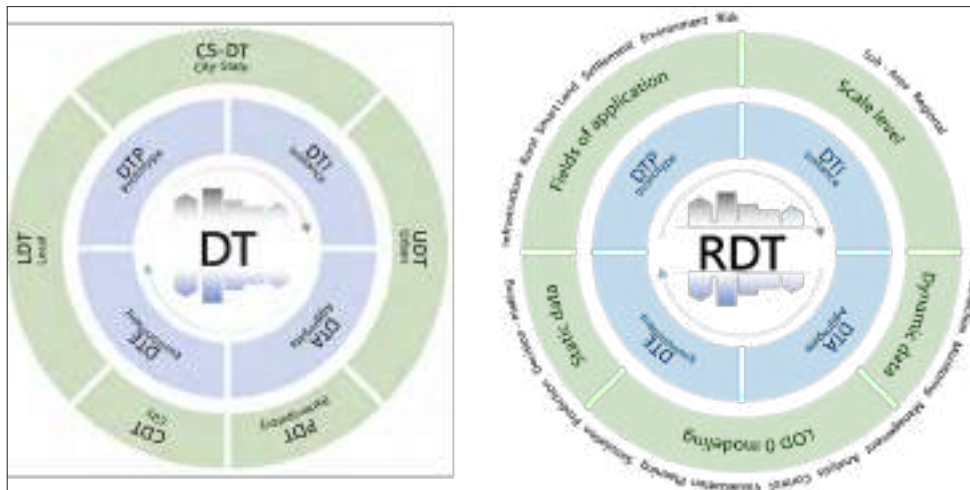 CS-DT
City State
DTP
prototype
DTI
instance
LDT
Level
UDT
Urban
DT
DTE
Environment
DTA
Aggregate
CDT
City
PDT
Participatory
Infrastructure Rural Smart Land Settlement Environment Risk
Sub - Area Regional
Fields of application
Scale level
DTP
prototype
DTI
instance
RDT
DTE
Environment
DTA
Aggregate
Static data
Dynamic data
LOD 0 modeling
Monitoring Management Analysis Control Visualization Planning Simulation Prediction Decision-making